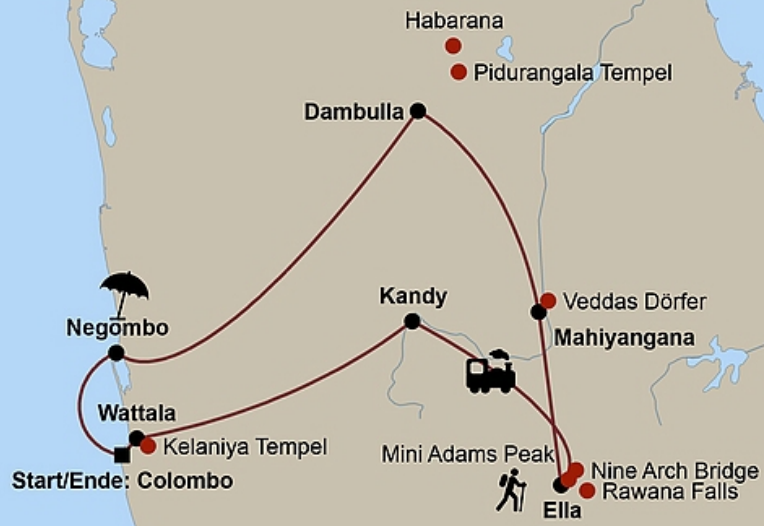 Habarana
Pidurangala Tempel
Dambulla
Veddas Dörfer
Kandy
Mahiyangana
Negombo
Wattala
Kelaniya Tempel
Start/Ende: Colombo
Mini Adams Peak
Nine Arch Bridge
Rawana Falls
Ella